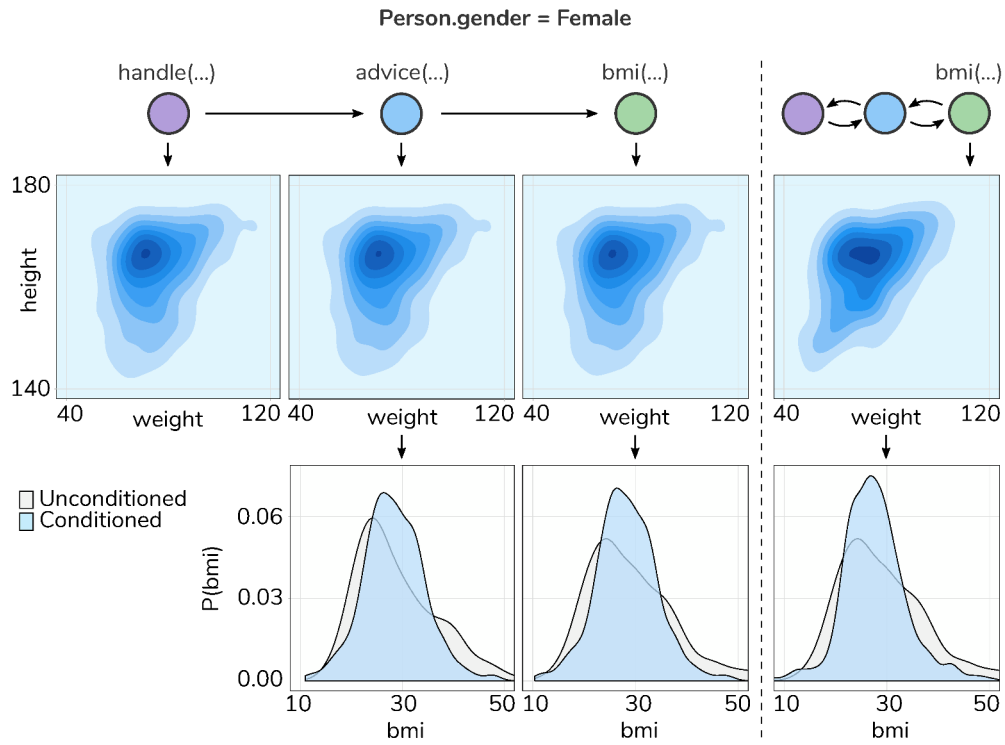 Person.gender = Female
handle(...)
advice(...)
bmi(...)
bmi(...)
180
height
140
40
weight
120
40
weight
120
40
weight
120
40
weight
120
Unconditioned
Conditioned
P(bmi)
0.06
0.03
0.00
10
30
50
bmi
10
30
50
bmi
10
30
50
bmi